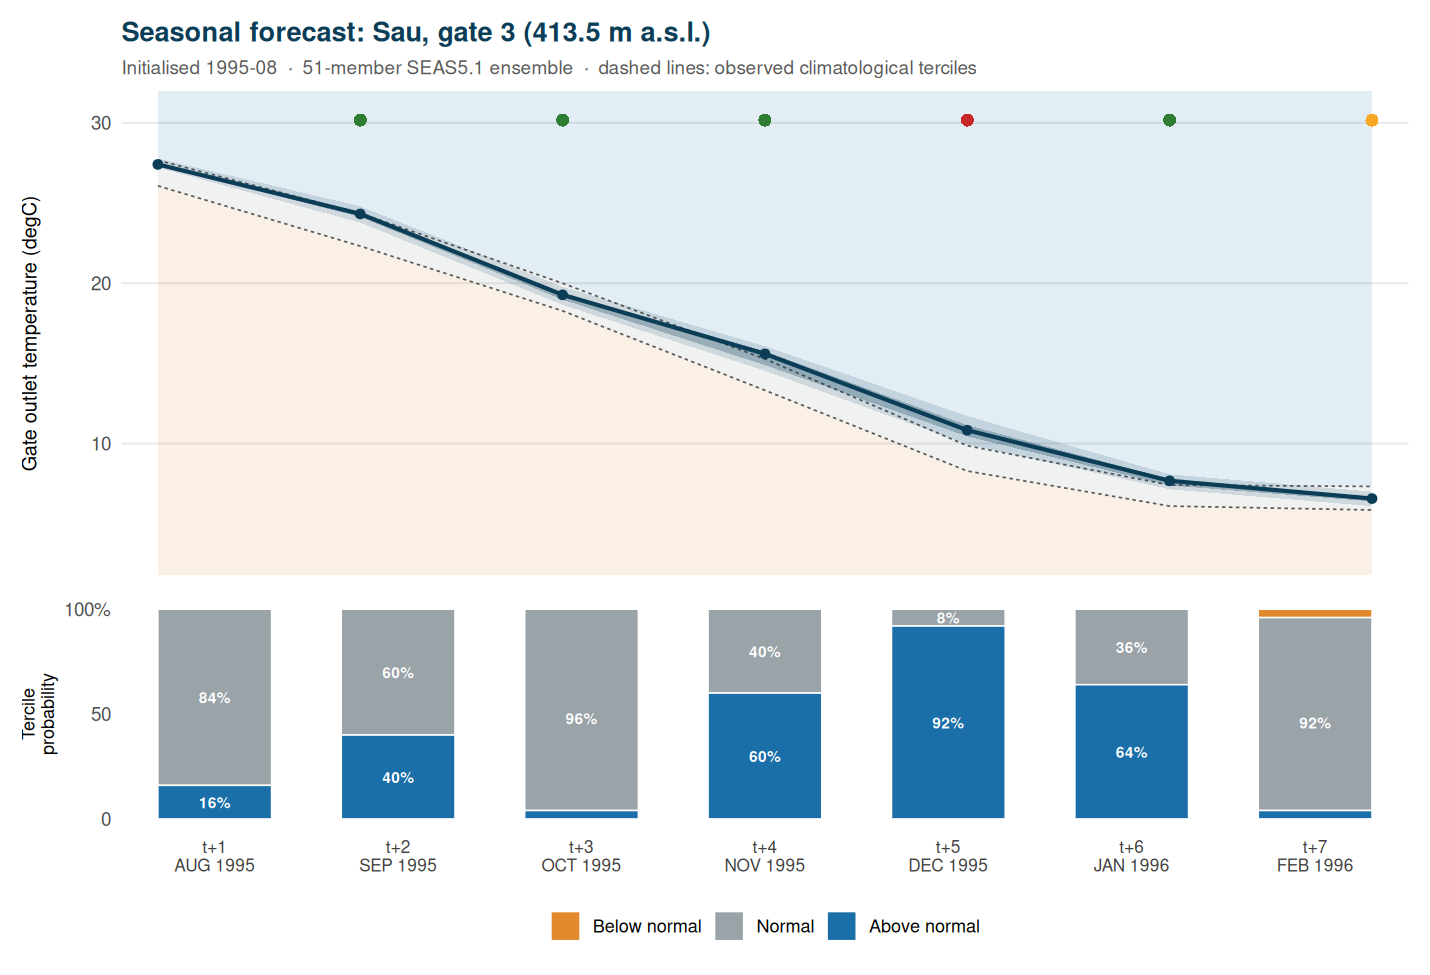 Seasonal forecast: Sau, gate 3 (413.5 m a.s.l.)
Initialised 1995-08 · 51-member SEAS5.1 ensemble · dashed lines: observed climatological terciles
Gate outlet temperature (degC)
30
20
10
Tercile
probability
100%
50
0
84%
16%
60%
40%
96%
40%
60%
8%
92%
36%
64%
92%
t+1
AUG 1995
t+2
SEP 1995
t+3
OCT 1995
t+4
NOV 1995
t+5
DEC 1995
t+6
JAN 1996
t+7
FEB 1996
Below normal
Normal
Above normal